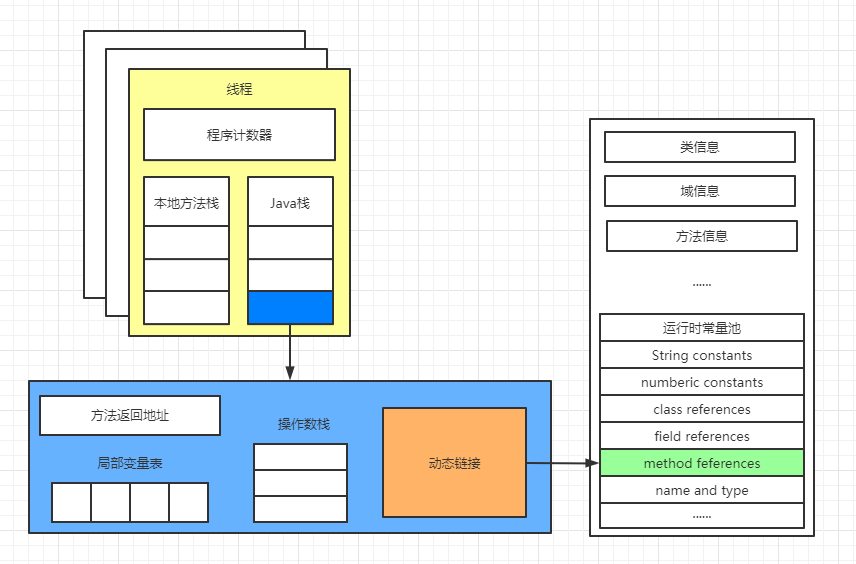 线程
程序计数器
本地方法栈
Java栈
方法返回地址
局部变量表
操作数栈
动态链接
类信息
域信息
方法信息
......
运行时常量池
String constants
numberic constants
class references
field references
method feferences
name and type
......